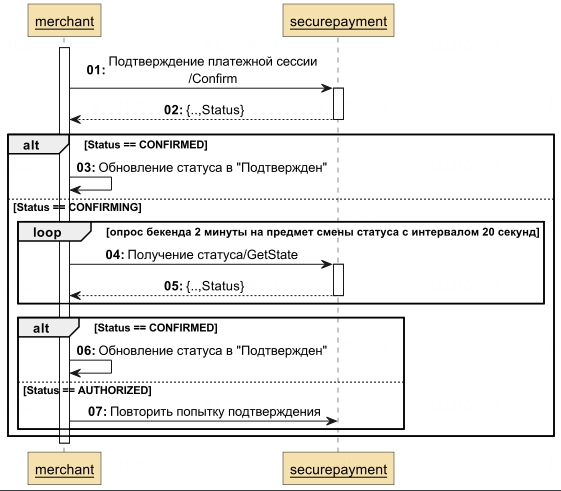 merchant
securepayment
01: Подтверждение платежной сессии
/Confirm
02: {..,Status}
alt
[Status == CONFIRMED]
03: Обновление статуса в "Подтвержден"
[Status == CONFIRMING]
loop
[опрос бекенда 2 минуты на предмет смены статуса с интервалом 20 секунд]
04: Получение статуса/GetState
05: {..,Status}
alt
[Status == CONFIRMED]
06: Обновление статуса в "Подтвержден"
[Status == AUTHORIZED]
07: Повторить попытку подтверждения
merchant
securepayment